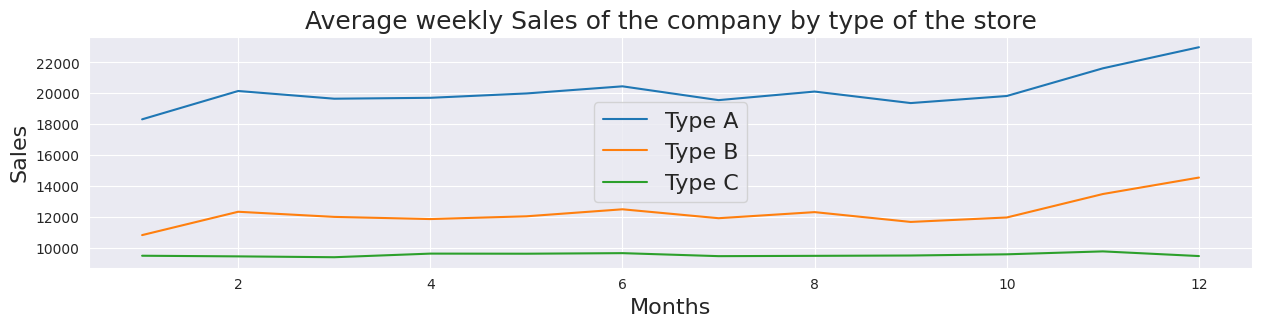 Average weekly Sales of the company by type of the store
Sales
22000
20000
18000
16000
14000
12000
10000
Type A
Type B
Type C
2 4 6 8 10 12
Months